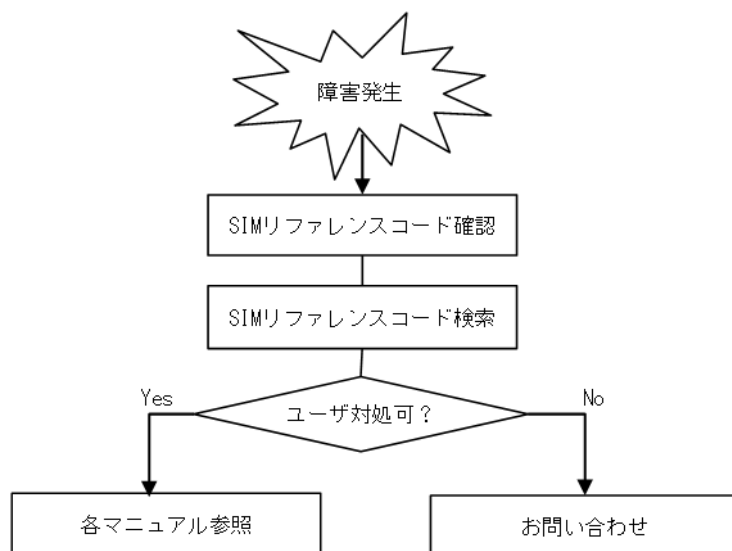 障害発生
SIMリファレンスコード確認
SIMリファレンスコード検索
ユーザ対処可？
Yes
No
各マニュアル参照
お問い合わせ